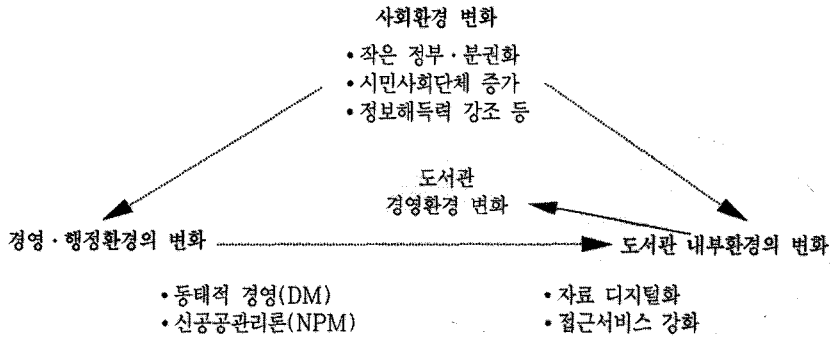 사회환경 변화
• 작은 정부 · 분권화
• 시민사회단체 증가
• 정보해득력 강조 등
도서관
경영환경 변화
경영 · 행정환경의 변화
도서관 내부환경의 변화
• 동태적 경영(DM)
• 신공공관리론(NPM)
• 자료 디지털화
• 접근서비스 강화